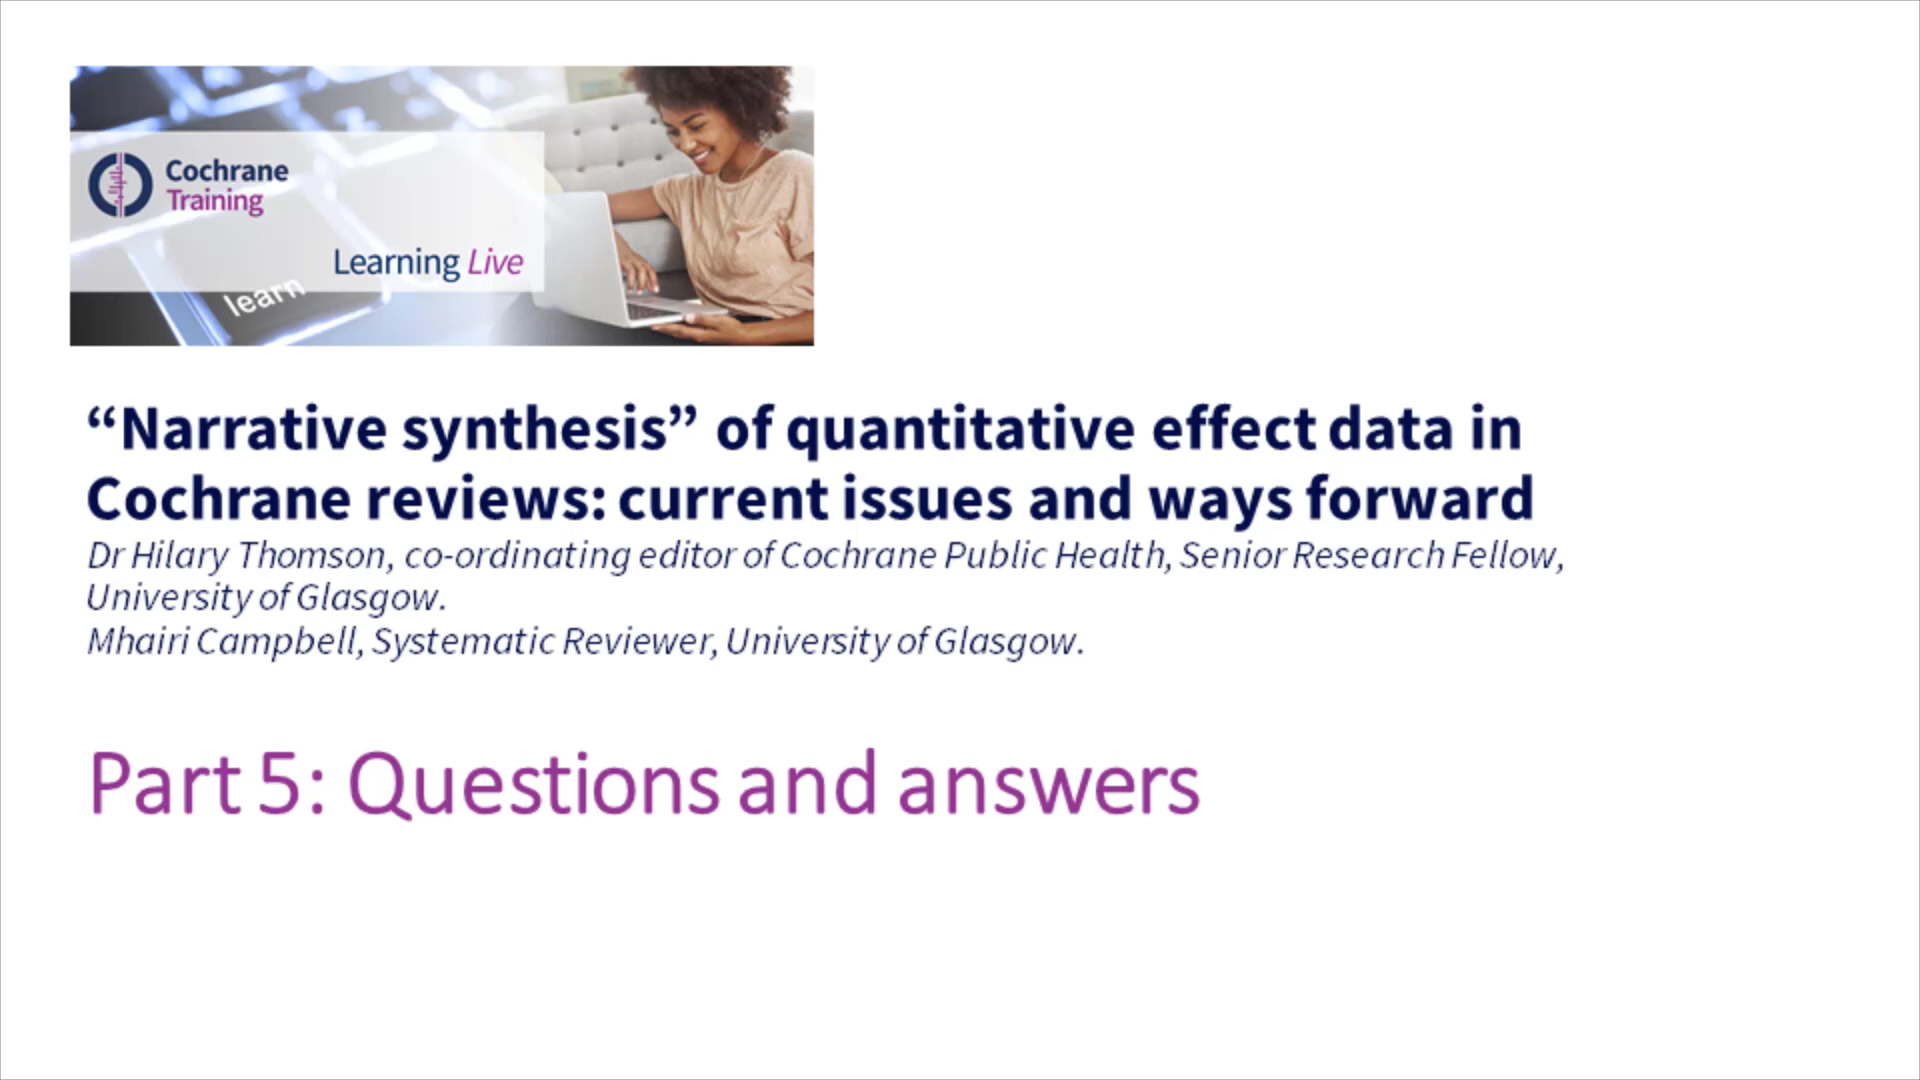 Cochrane
Training
Learning Live
learn
“Narrative synthesis” of quantitative effect data in
Cochrane reviews: current issues and ways forward
Dr Hilary Thomson, co-ordinating editor of Cochrane Public Health, Senior Research Fellow,
University of Glasgow.
Mhairi Campbell, Systematic Reviewer, University of Glasgow.
Part 5: Questions and answers